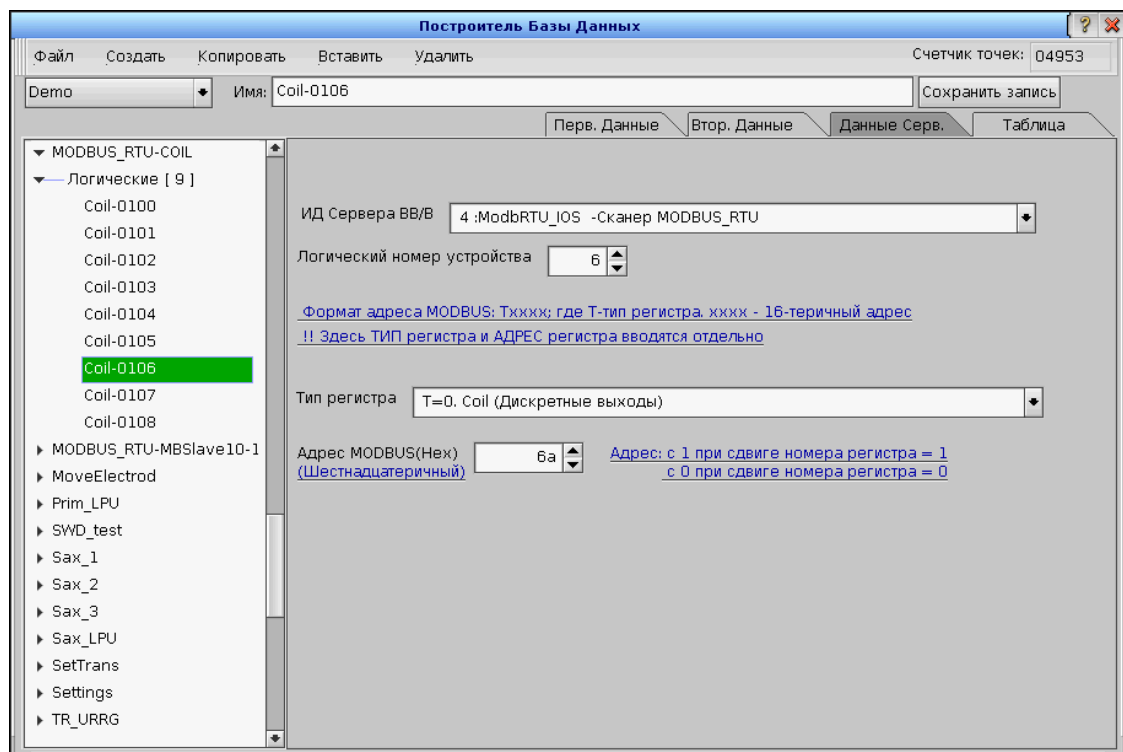 Построитель Базы Данных
?
Файл Создать Копировать Вставить Удалить Счетчик точек: 04953
Demo Имя: Coil-0106 Сохранить запись
Перв. Данные Втор. Данные Данные Серв. Таблица
MODBUS_RTU-COIL
Логические [ 9 ]
Coil-0100
Coil-0101
Coil-0102
Coil-0103
Coil-0104
Coil-0105
Coil-0106
Coil-0107
Coil-0108
MODBUS_RTU-MBSlave10-1
MoveElectrod
Prim_LPU
SWD_test
Sax_1
Sax_2
Sax_3
Sax_LPU
SetTrans
Settings
TR_URRG
ИД Сервера ВВ/В 4 :ModbRTU_IOS -Сканер MODBUS_RTU
Логический номер устройства 6
Формат адреса MODBUS: Тхххх; где Т-тип регистра. хххх - 16-теричный адрес
!! Здесь ТИП регистра и АДРЕС регистра вводятся отдельно
Тип регистра T=0. Coil (Дискретные выходы)
Адрес MODBUS(Hex) 6a Адрес: с 1 при сдвиге номера регистра = 1
(Шестнадцатеричный) с 0 при сдвиге номера регистра = 0